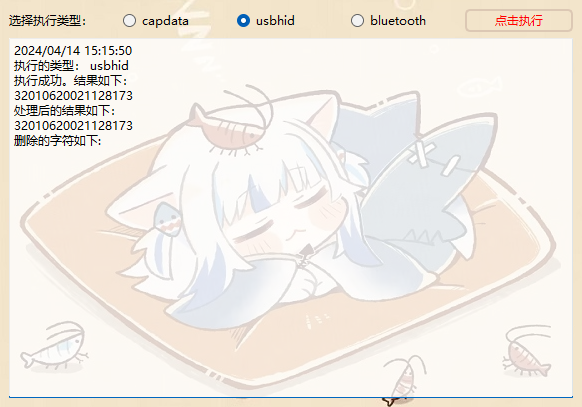 选择执行类型: capdata usbhid bluetooth 点击执行
2024/04/14 15:15:50
执行的类型： usbhid
执行成功。结果如下:
32010620021128173
处理后的结果如下:
32010620021128173
删除的字符如下: